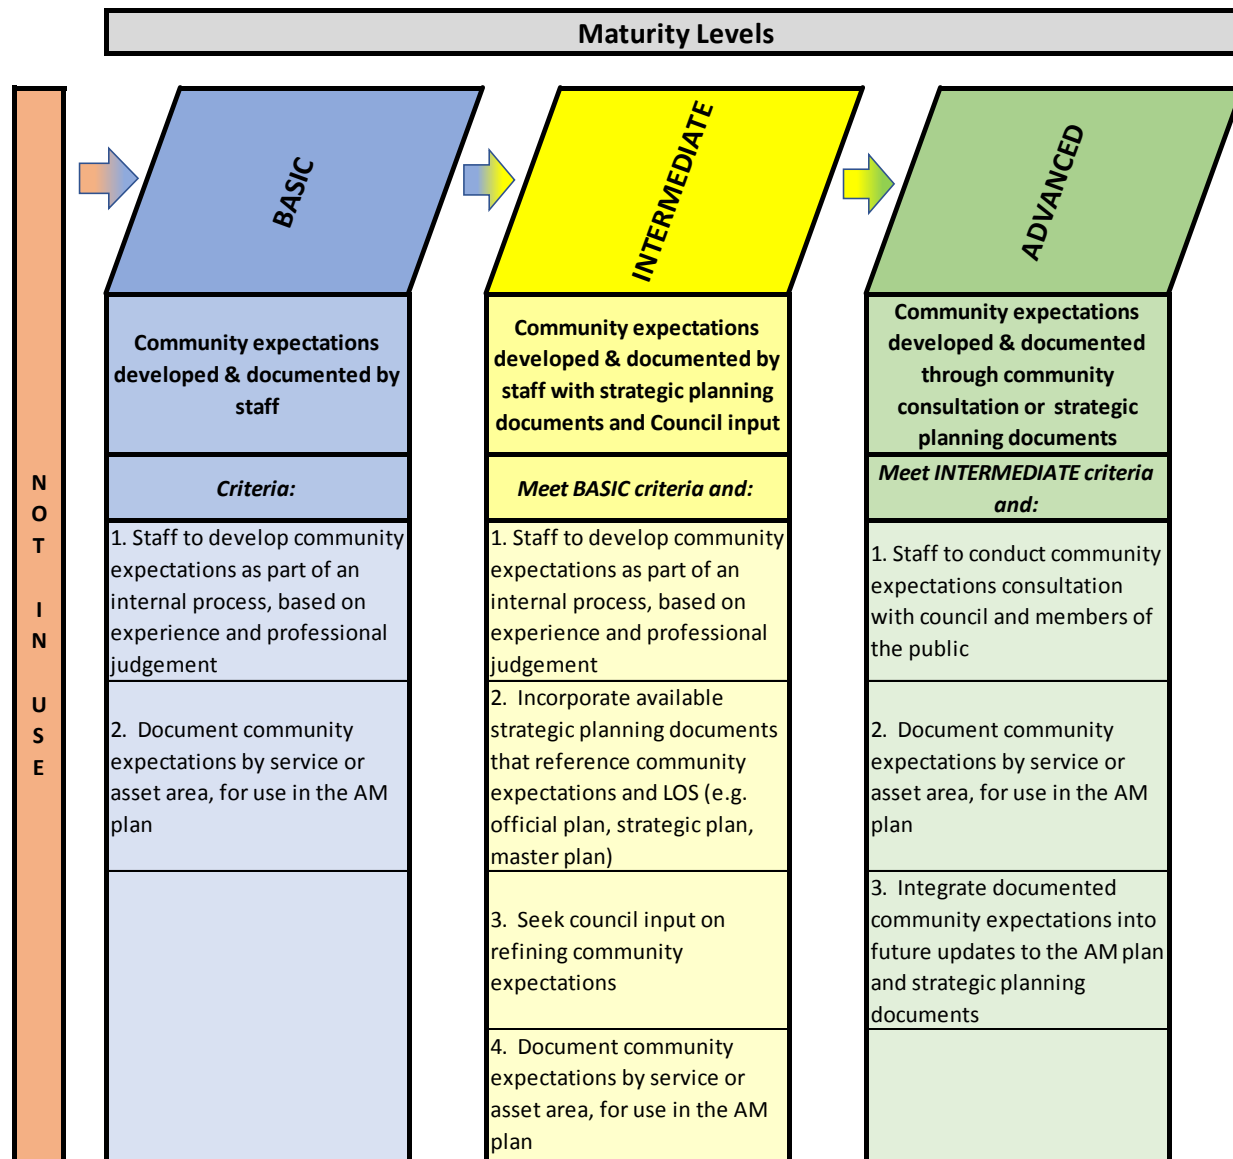 Maturity Levels
N
O
T
I
N
U
S
E
BASIC
Community expectations
developed & documented by
staff
Criteria:
1. Staff to develop community
expectations as part of an
internal process, based on
experience and professional
judgement
2.  Document community
expectations by service or
asset area, for use in the AM
plan
INTERMEDIATE
Community expectations
developed & documented by
staff with strategic planning
documents and Council input
Meet BASIC criteria and:
1. Staff to develop community
expectations as part of an
internal process, based on
experience and professional
judgement
2.  Incorporate available
strategic planning documents
that reference community
expectations and LOS (e.g.
official plan, strategic plan,
master plan)
3.  Seek council input on
refining community
expectations
4.  Document community
expectations by service or
asset area, for use in the AM
plan
ADVANCED
Community expectations
developed & documented
through community
consultation or  strategic
planning documents
Meet INTERMEDIATE criteria
and:
1. Staff to conduct community
expectations consultation
with council and members of
the public
2.  Document community
expectations by service or
asset area, for use in the AM
plan
3.  Integrate documented
community expectations into
future updates to the AM plan
and strategic planning
documents